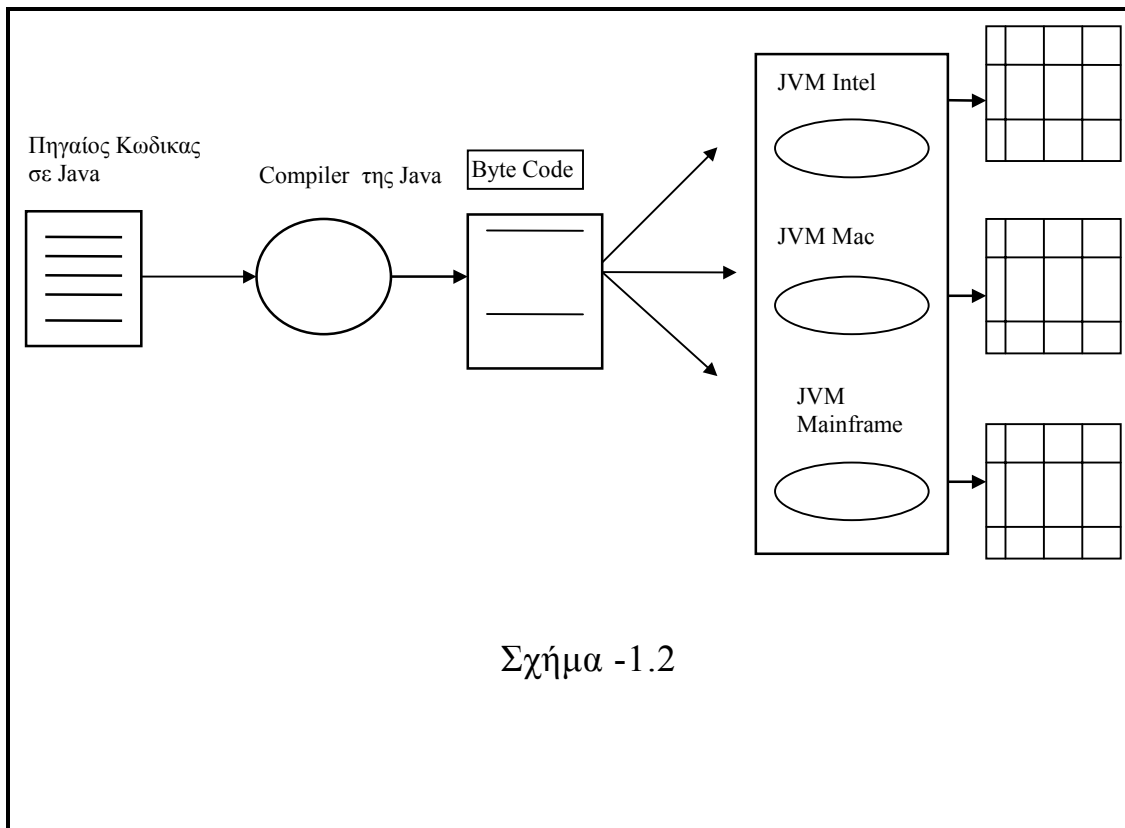 Πηγαίος Κωδικας
σε Java
Compiler της Java
Byte Code
JVM Intel
JVM Mac
JVM
Mainframe
Σχήμα -1.2